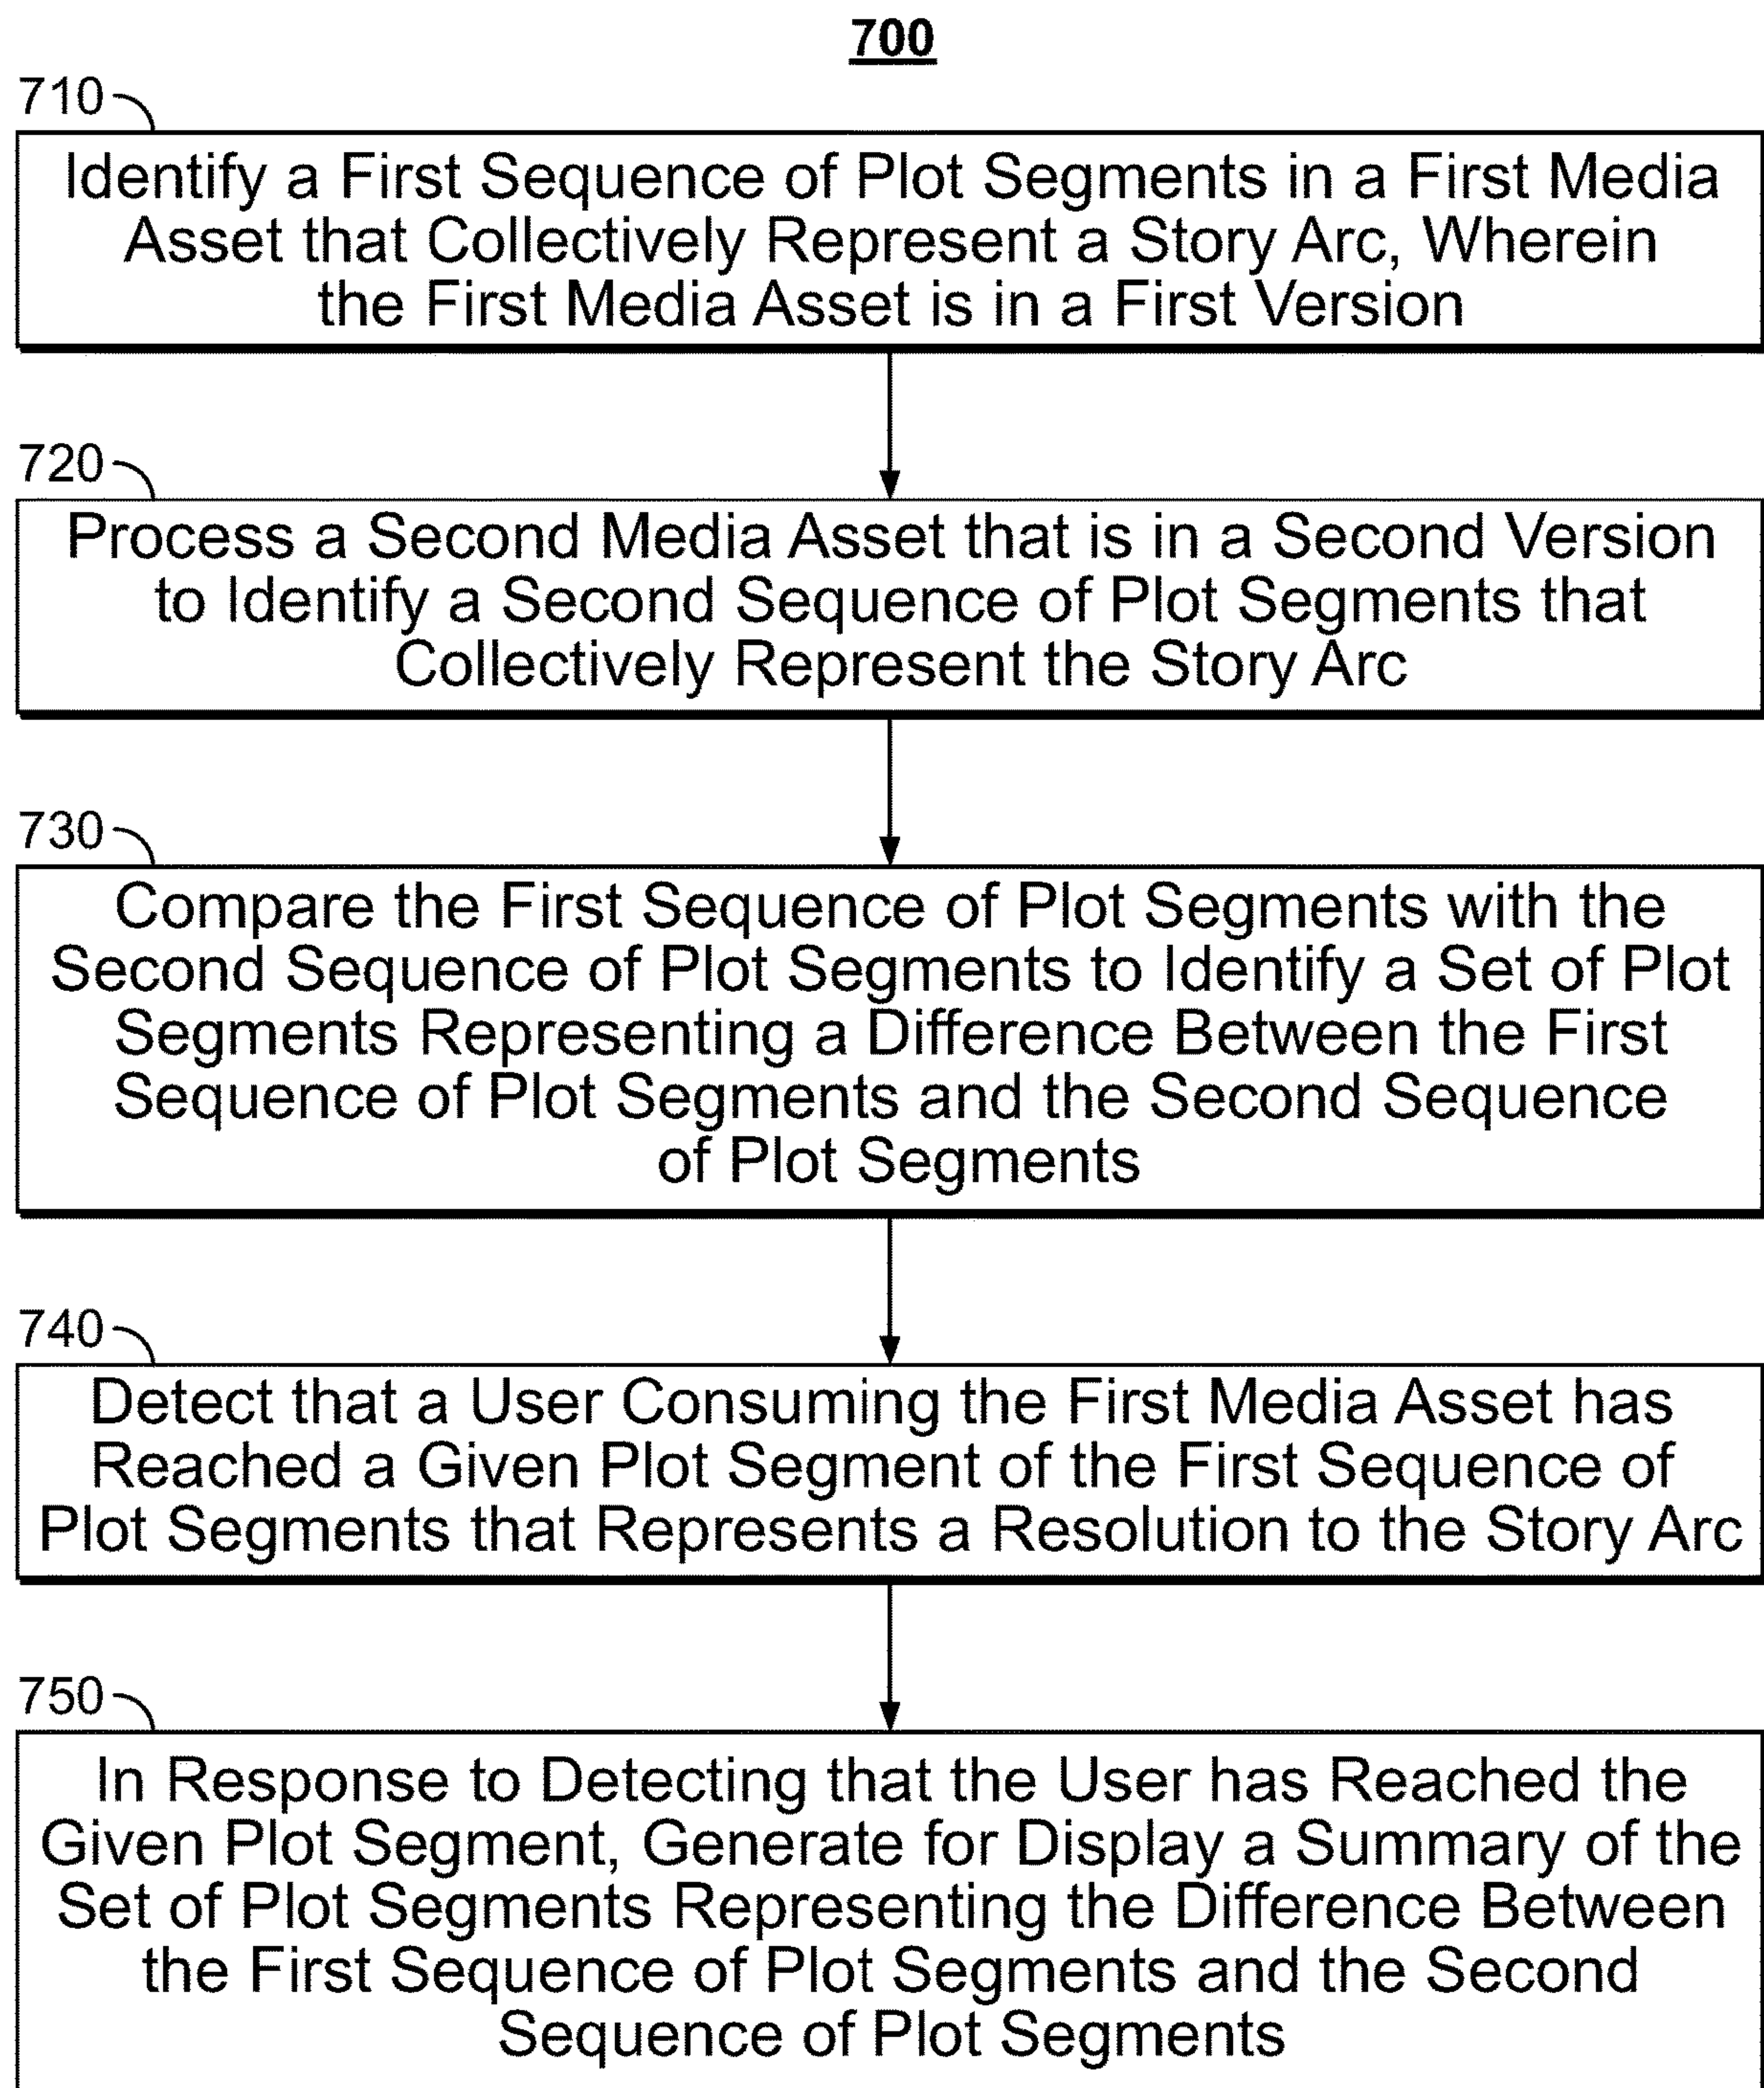 700
710
Identify a First Sequence of Plot Segments in a First Media
Asset that Collectively Represent a Story Arc, Wherein
the First Media Asset is in a First Version
720
Process a Second Media Asset that is in a Second Version
to Identify a Second Sequence of Plot Segments that
Collectively Represent the Story Arc
730
Compare the First Sequence of Plot Segments with the
Second Sequence of Plot Segments to Identify a Set of Plot
Segments Representing a Difference Between the First
Sequence of Plot Segments and the Second Sequence
of Plot Segments
740
Detect that a User Consuming the First Media Asset has
Reached a Given Plot Segment of the First Sequence of
Plot Segments that Represents a Resolution to the Story Arc
750
In Response to Detecting that the User has Reached the
Given Plot Segment, Generate for Display a Summary of the
Set of Plot Segments Representing the Difference Between
the First Sequence of Plot Segments and the Second
Sequence of Plot Segments